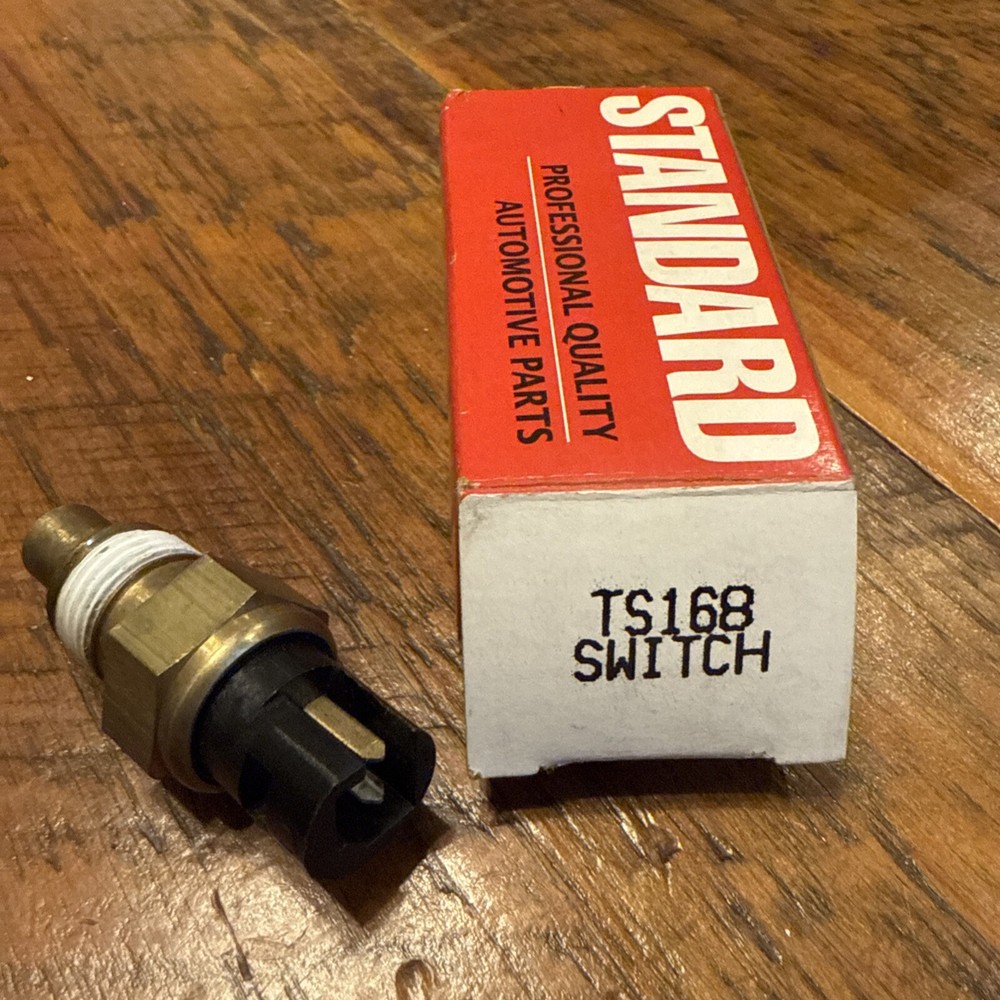 STANDARD
PROFESSIONAL QUALITY
AUTOMOTIVE PARTS
TS168
SWITCH